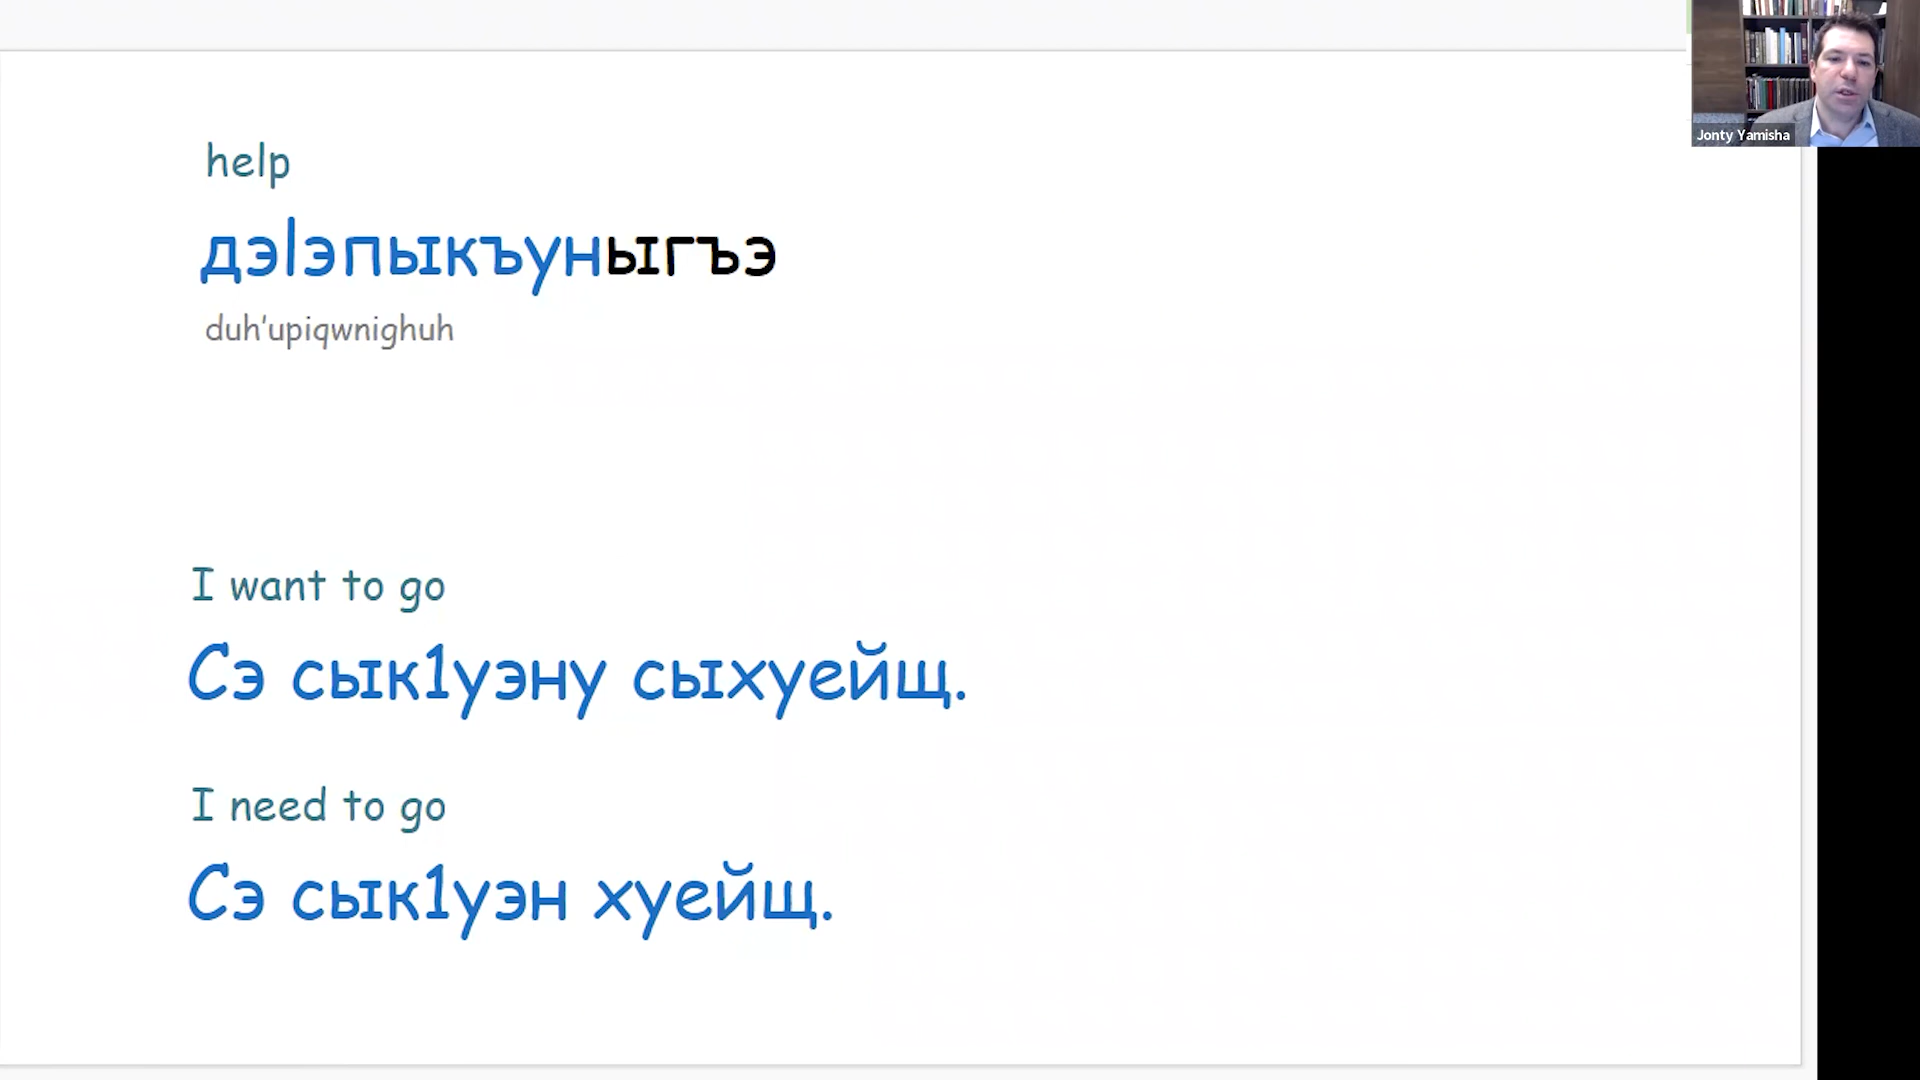 Jonty Yamisha
help
дэӏэпыкъуныгъэ
duh'upiqwnighuh
I want to go
Сэ сык1уэну сыхуейщ.
I need to go
Сэ сык1уэн хуейщ.